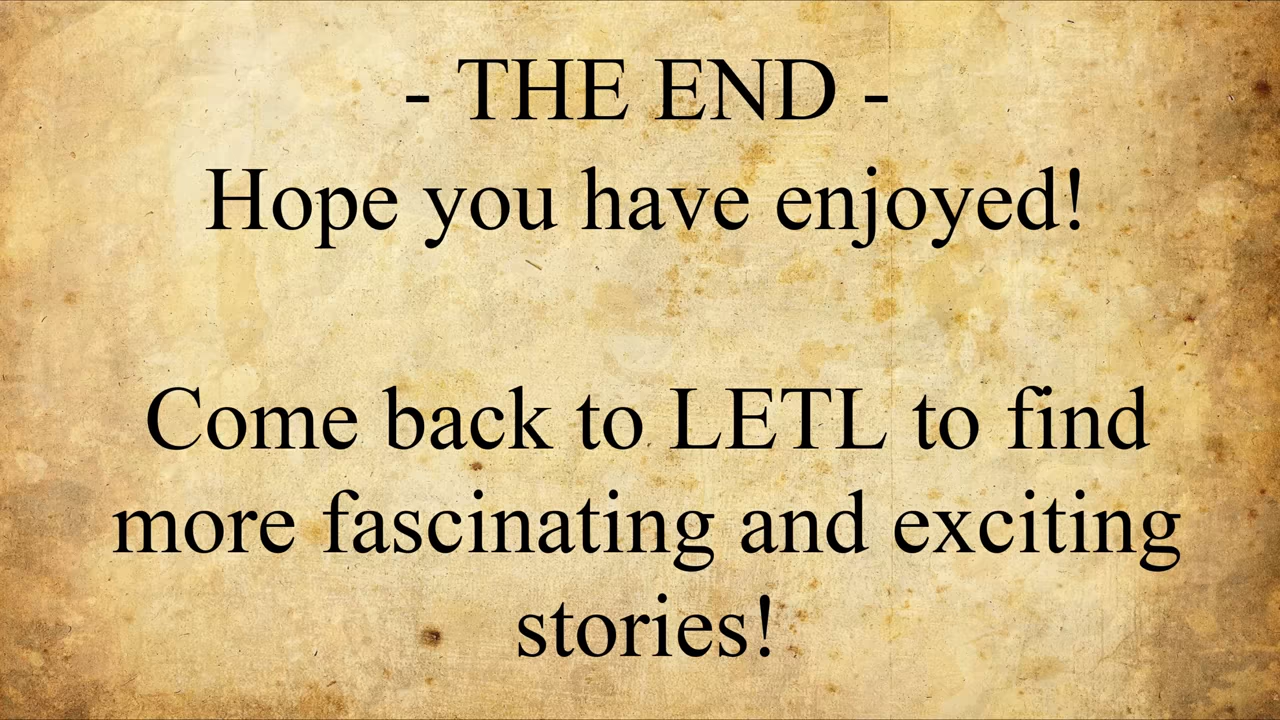 - THE END -
Hope you have enjoyed!
Come back to LETL to find
more fascinating and exciting
stories!